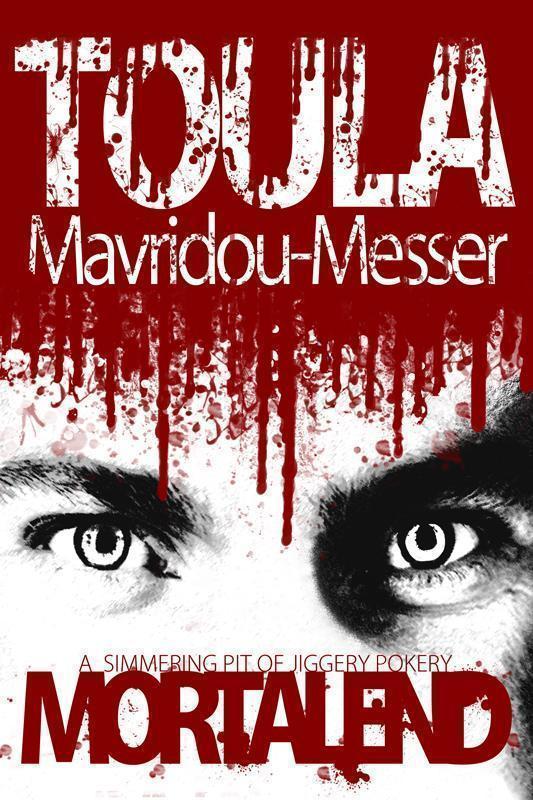 TOULA
Mavridou-Messer
A SIMMERING PIT OF JIGGERY POKERY...
MORTALEND